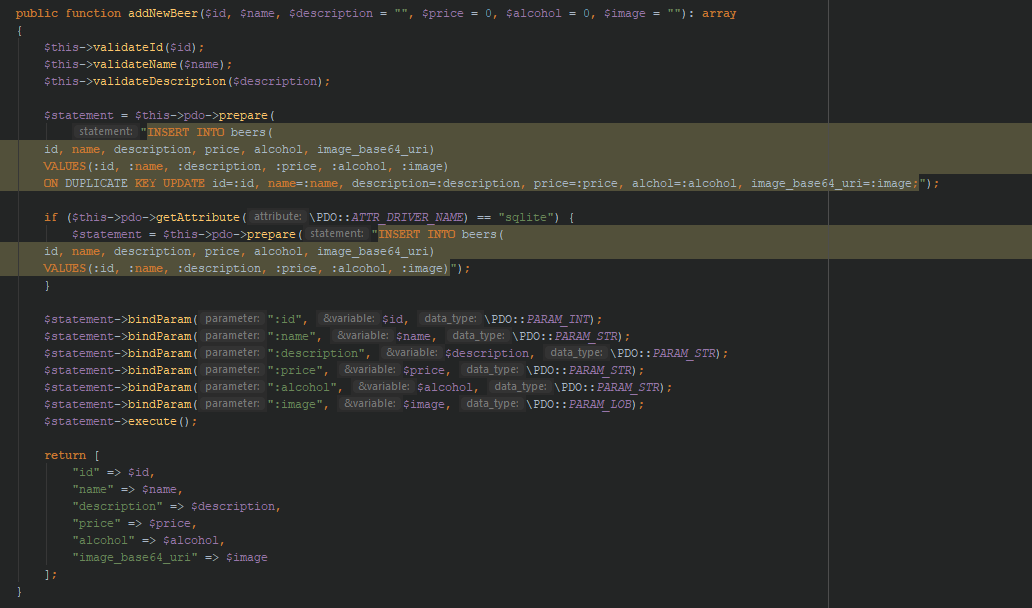 public function addNewBeer($id, $name, $description = "", $price = 0, $alcohol = 0, $image = ""): array
{
$this->validateId($id);
$this->validateName($name);
$this->validateDescription($description);
$statement = $this->pdo->prepare(
statement: "INSERT INTO beers(
id, name, description, price, alcohol, image_base64_uri)
VALUES(:id, :name, :description, :price, :alcohol, :image)
ON DUPLICATE KEY UPDATE id=:id, name=:name, description=:description, price=:price, alchol=:alcohol, image_base64_uri=:image;");
if ($this->pdo->getAttribute( attribute: \PDO::ATTR_DRIVER_NAME) == "sqlite") {
$statement = $this->pdo->prepare( statement: "INSERT INTO beers(
id, name, description, price, alcohol, image_base64_uri)
VALUES(:id, :name, :description, :price, :alcohol, :image)");
}
$statement->bindParam( parameter: ":id", &variable: $id, data_type: \PDO::PARAM_INT);
$statement->bindParam( parameter: ":name", &variable: $name, data_type: \PDO::PARAM_STR);
$statement->bindParam( parameter: ":description", &variable: $description, data_type: \PDO::PARAM_STR);
$statement->bindParam( parameter: ":price", &variable: $price, data_type: \PDO::PARAM_STR);
$statement->bindParam( parameter: ":alcohol", &variable: $alcohol, data_type: \PDO::PARAM_STR);
$statement->bindParam( parameter: ":image", &variable: $image, data_type: \PDO::PARAM_LOB);
$statement->execute();
return [
"id" => $id,
"name" => $name,
"description" => $description,
"price" => $price,
"alcohol" => $alcohol,
"image_base64_uri" => $image
];
}